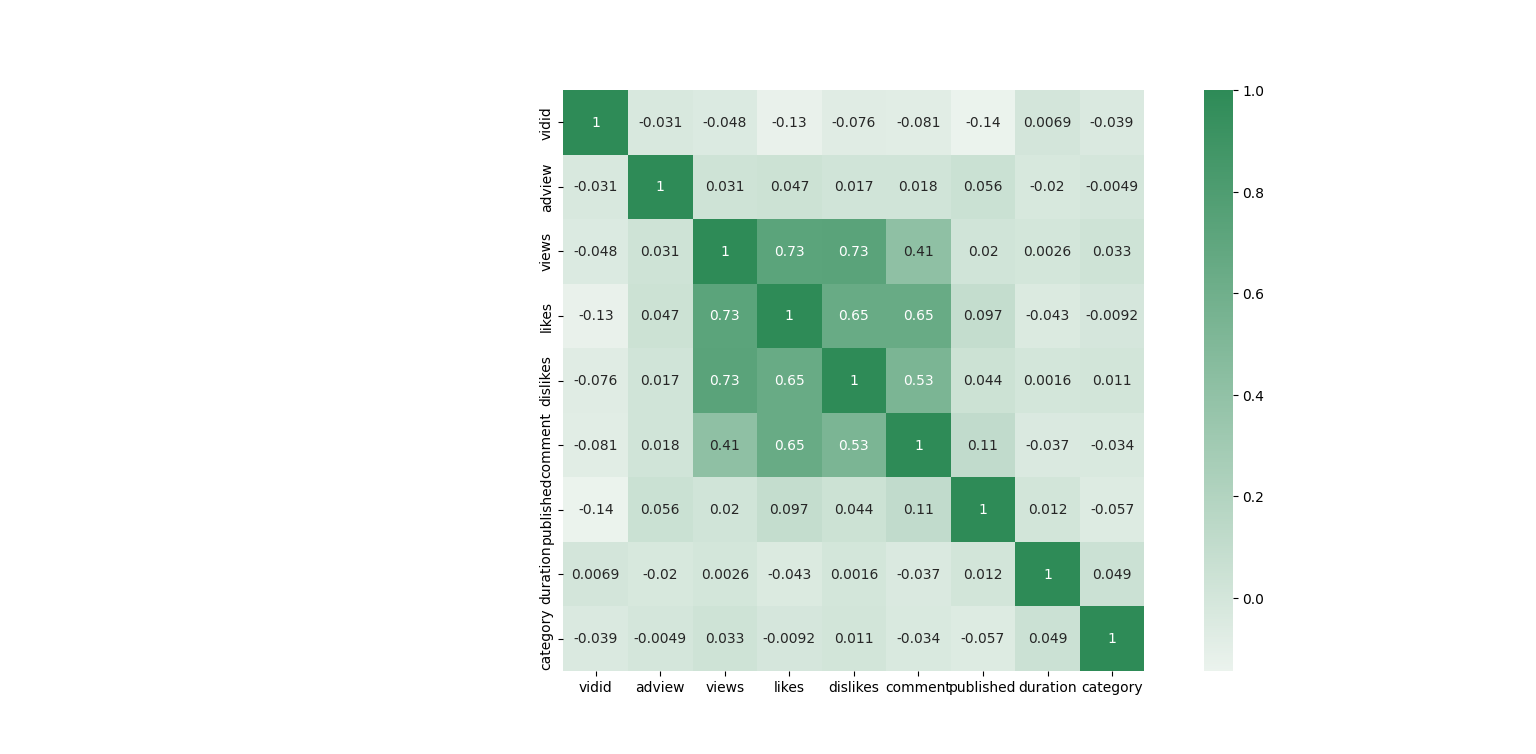 vidid 1 -0.031 -0.048 -0.13 -0.076 -0.081 -0.14 0.0069 -0.039
adview -0.031 1 0.031 0.047 0.017 0.018 0.056 -0.02 -0.0049
views -0.048 0.031 1 0.73 0.73 0.41 0.02 0.0026 0.033
likes -0.13 0.047 0.73 1 0.65 0.65 0.097 -0.043 -0.0092
dislikes -0.076 0.017 0.73 0.65 1 0.53 0.044 0.0016 0.011
comment -0.081 0.018 0.41 0.65 0.53 1 0.11 -0.037 -0.034
published -0.14 0.056 0.02 0.097 0.044 0.11 1 0.012 -0.057
duration 0.0069 -0.02 0.0026 -0.043 0.0016 -0.037 0.012 1 0.049
category -0.039 -0.0049 0.033 -0.0092 0.011 -0.034 -0.057 0.049 1
vidid adview views likes dislikes comment published duration category
1.0
0.8
0.6
0.4
0.2
0.0